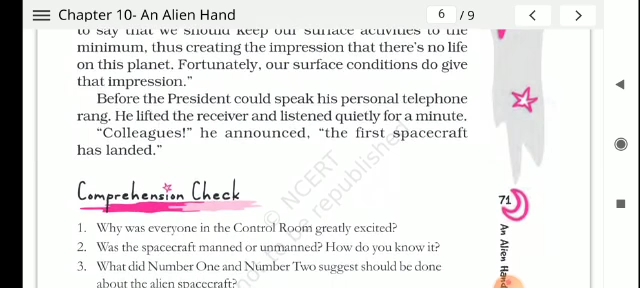 Chapter 10- An Alien Hand
6 / 9
to say that we should keep our surface activities to the
minimum, thus creating the impression that there's no life
on this planet. Fortunately, our surface conditions do give
that impression."
Before the President could speak his personal telephone
rang. He lifted the receiver and listened quietly for a minute.
"Colleagues!" he announced, "the first spacecraft
has landed."
© NCERT
not to be republished
Comprehension Check
71
An Alien Hand
1. Why was everyone in the Control Room greatly excited?
2. Was the spacecraft manned or unmanned? How do you know it?
3. What did Number One and Number Two suggest should be done
about the alien spacecraft?